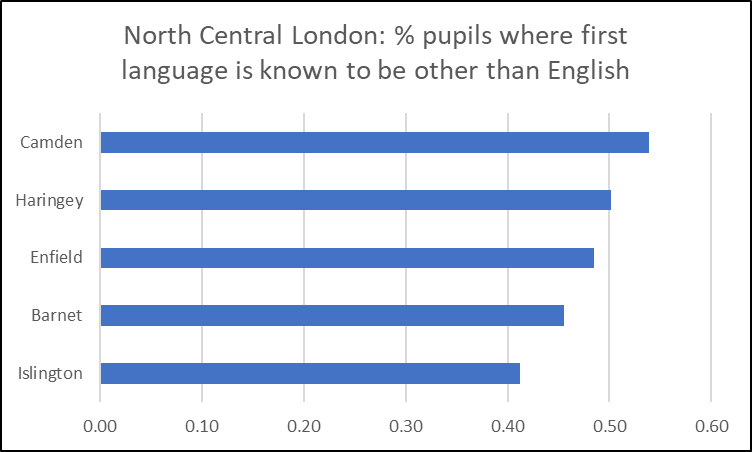 North Central London: % pupils where first
language is known to be other than English
Camden
Haringey
Enfield
Barnet
Islington
0.00 0.10 0.20 0.30 0.40 0.50 0.60